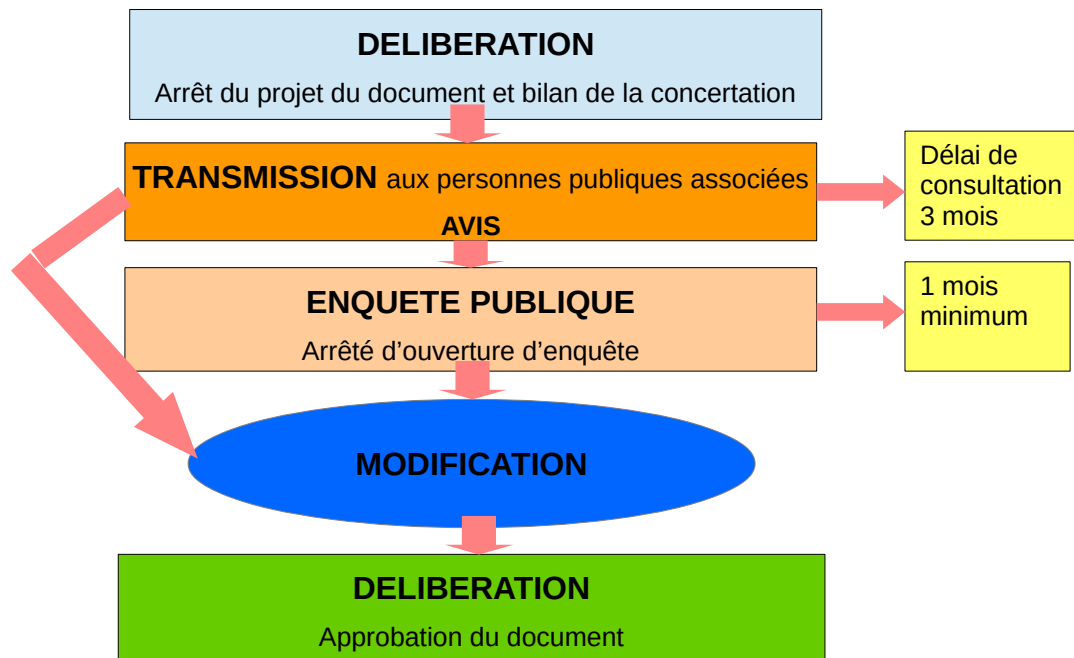 DELIBERATION
Arrêt du projet du document et bilan de la concertation
TRANSMISSION aux personnes publiques associées
AVIS
Délai de
consultation
3 mois
ENQUETE PUBLIQUE
Arrêté d’ouverture d’enquête
1 mois
minimum
MODIFICATION
DELIBERATION
Approbation du document